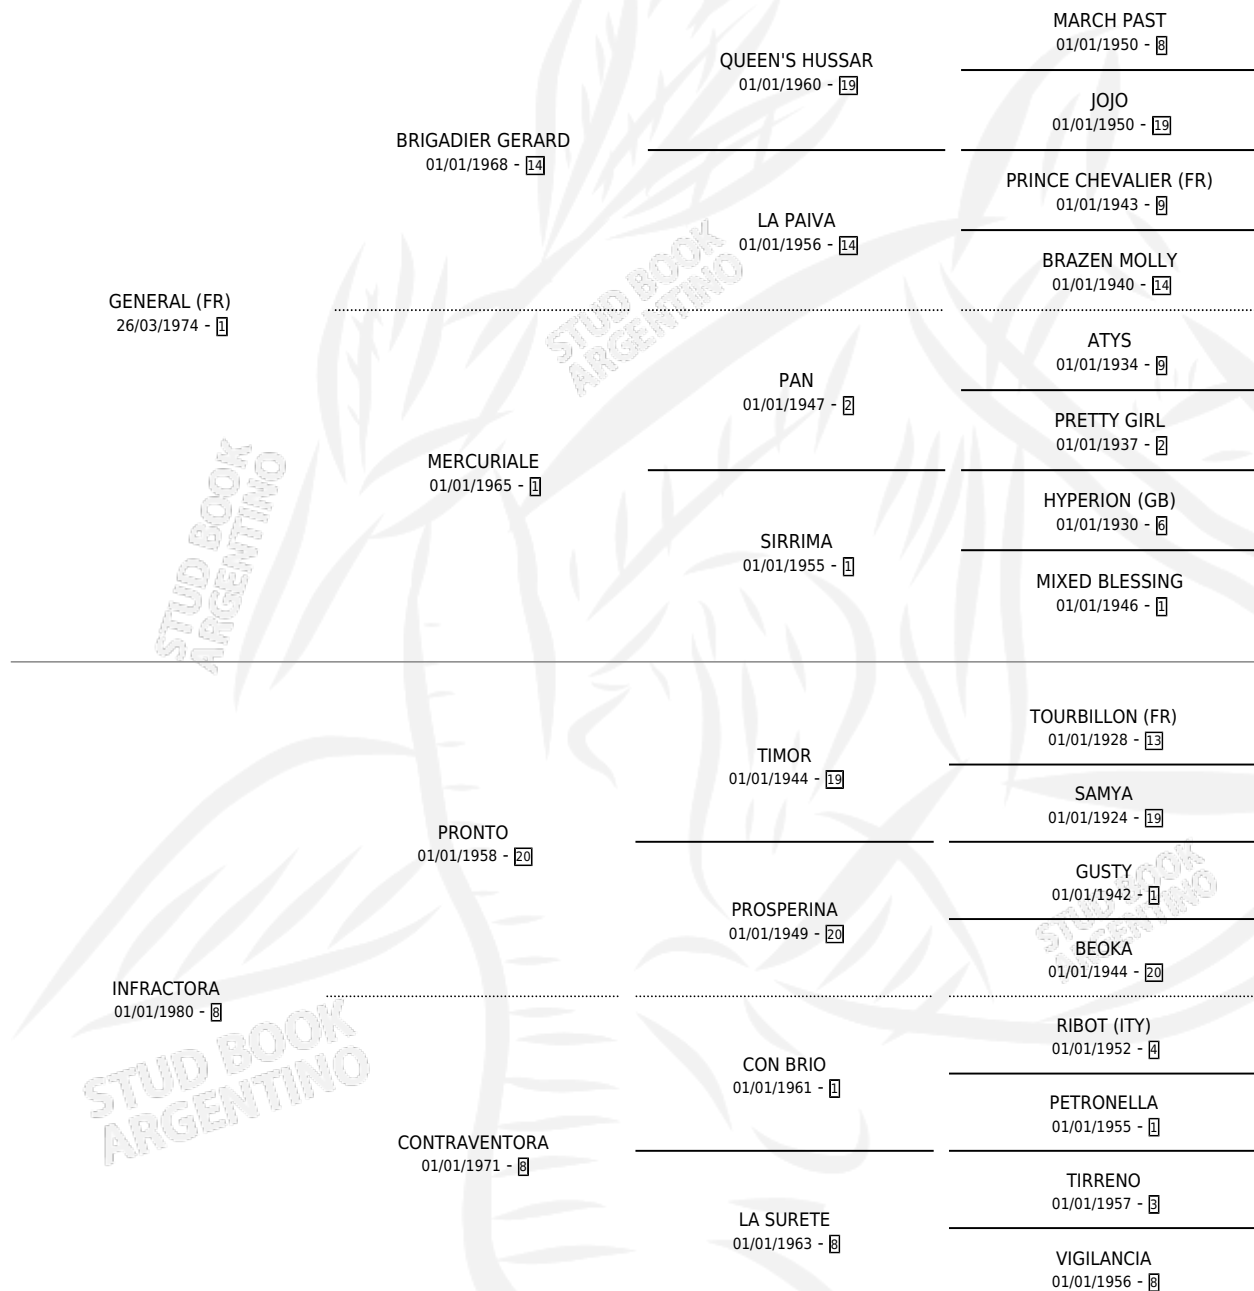 GENERAL (FR)
26/03/1974 - 1
BRIGADIER GERARD
01/01/1968 - 14
QUEEN'S HUSSAR
01/01/1960 - 19
MARCH PAST
01/01/1950 - 8
JOJO
01/01/1950 - 19
LA PAIVA
01/01/1956 - 14
PRINCE CHEVALIER (FR)
01/01/1943 - 9
BRAZEN MOLLY
01/01/1940 - 14
MERCURIALE
01/01/1965 - 1
PAN
01/01/1947 - 2
ATYS
01/01/1934 - 9
PRETTY GIRL
01/01/1937 - 2
SIRRIMA
01/01/1955 - 1
HYPERION (GB)
01/01/1930 - 6
MIXED BLESSING
01/01/1946 - 1
INFRACTORA
01/01/1980 - 8
PRONTO
01/01/1958 - 20
TIMOR
01/01/1944 - 19
TOURBILLON (FR)
01/01/1928 - 13
SAMYA
01/01/1924 - 19
PROSPERINA
01/01/1949 - 20
GUSTY
01/01/1942 - 1
BEOKA
01/01/1944 - 20
CONTRAVENTORA
01/01/1971 - 8
CON BRIO
01/01/1961 - 1
RIBOT (ITY)
01/01/1952 - 4
PETRONELLA
01/01/1955 - 1
LA SURETE
01/01/1963 - 8
TIRRENO
01/01/1957 - 3
VIGILANCIA
01/01/1956 - 8
STUD BOOK
ARGENTINO
STUD BOOK
ARGENTINO
STUD BOOK
ARGENTINO
STUD BOOK
ARGENTINO